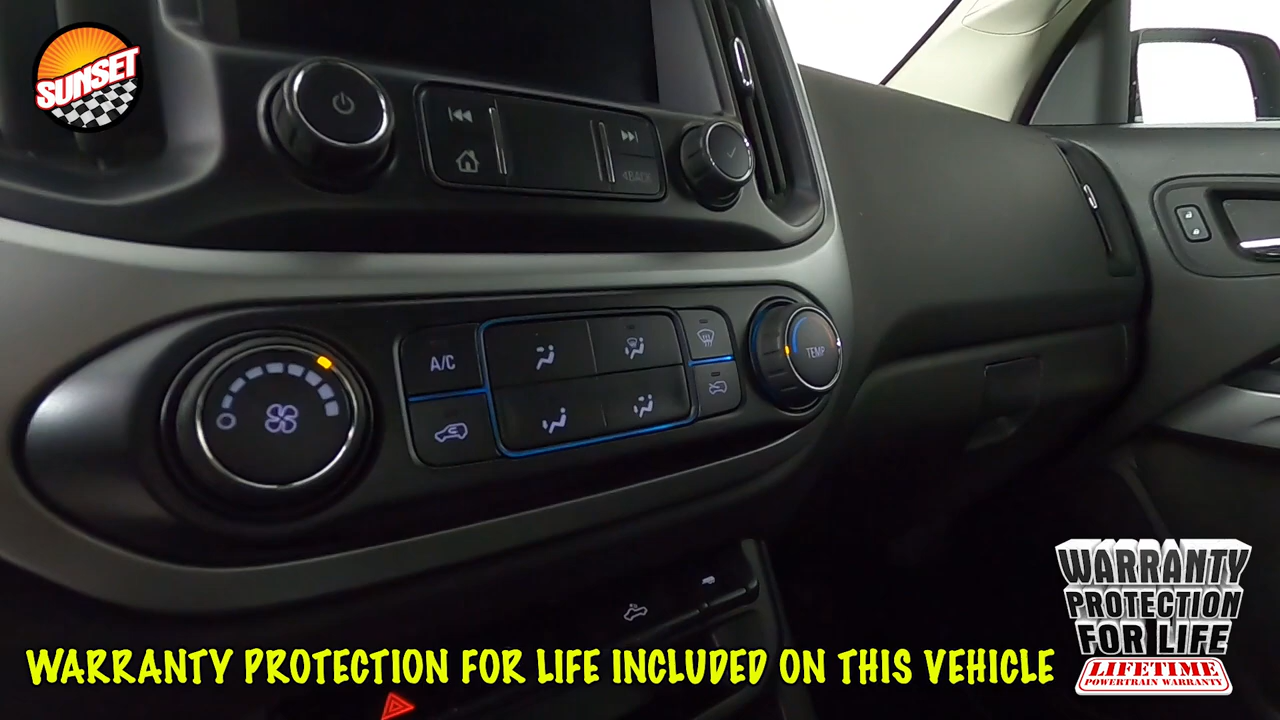 SUNSET
◄BACK
A/C
TEMP
WARRANTY
PROTECTION
FOR LIFE
LIFETIME
POWERTRAIN WARRANTY
WARRANTY PROTECTION FOR LIFE INCLUDED ON THIS VEHICLE